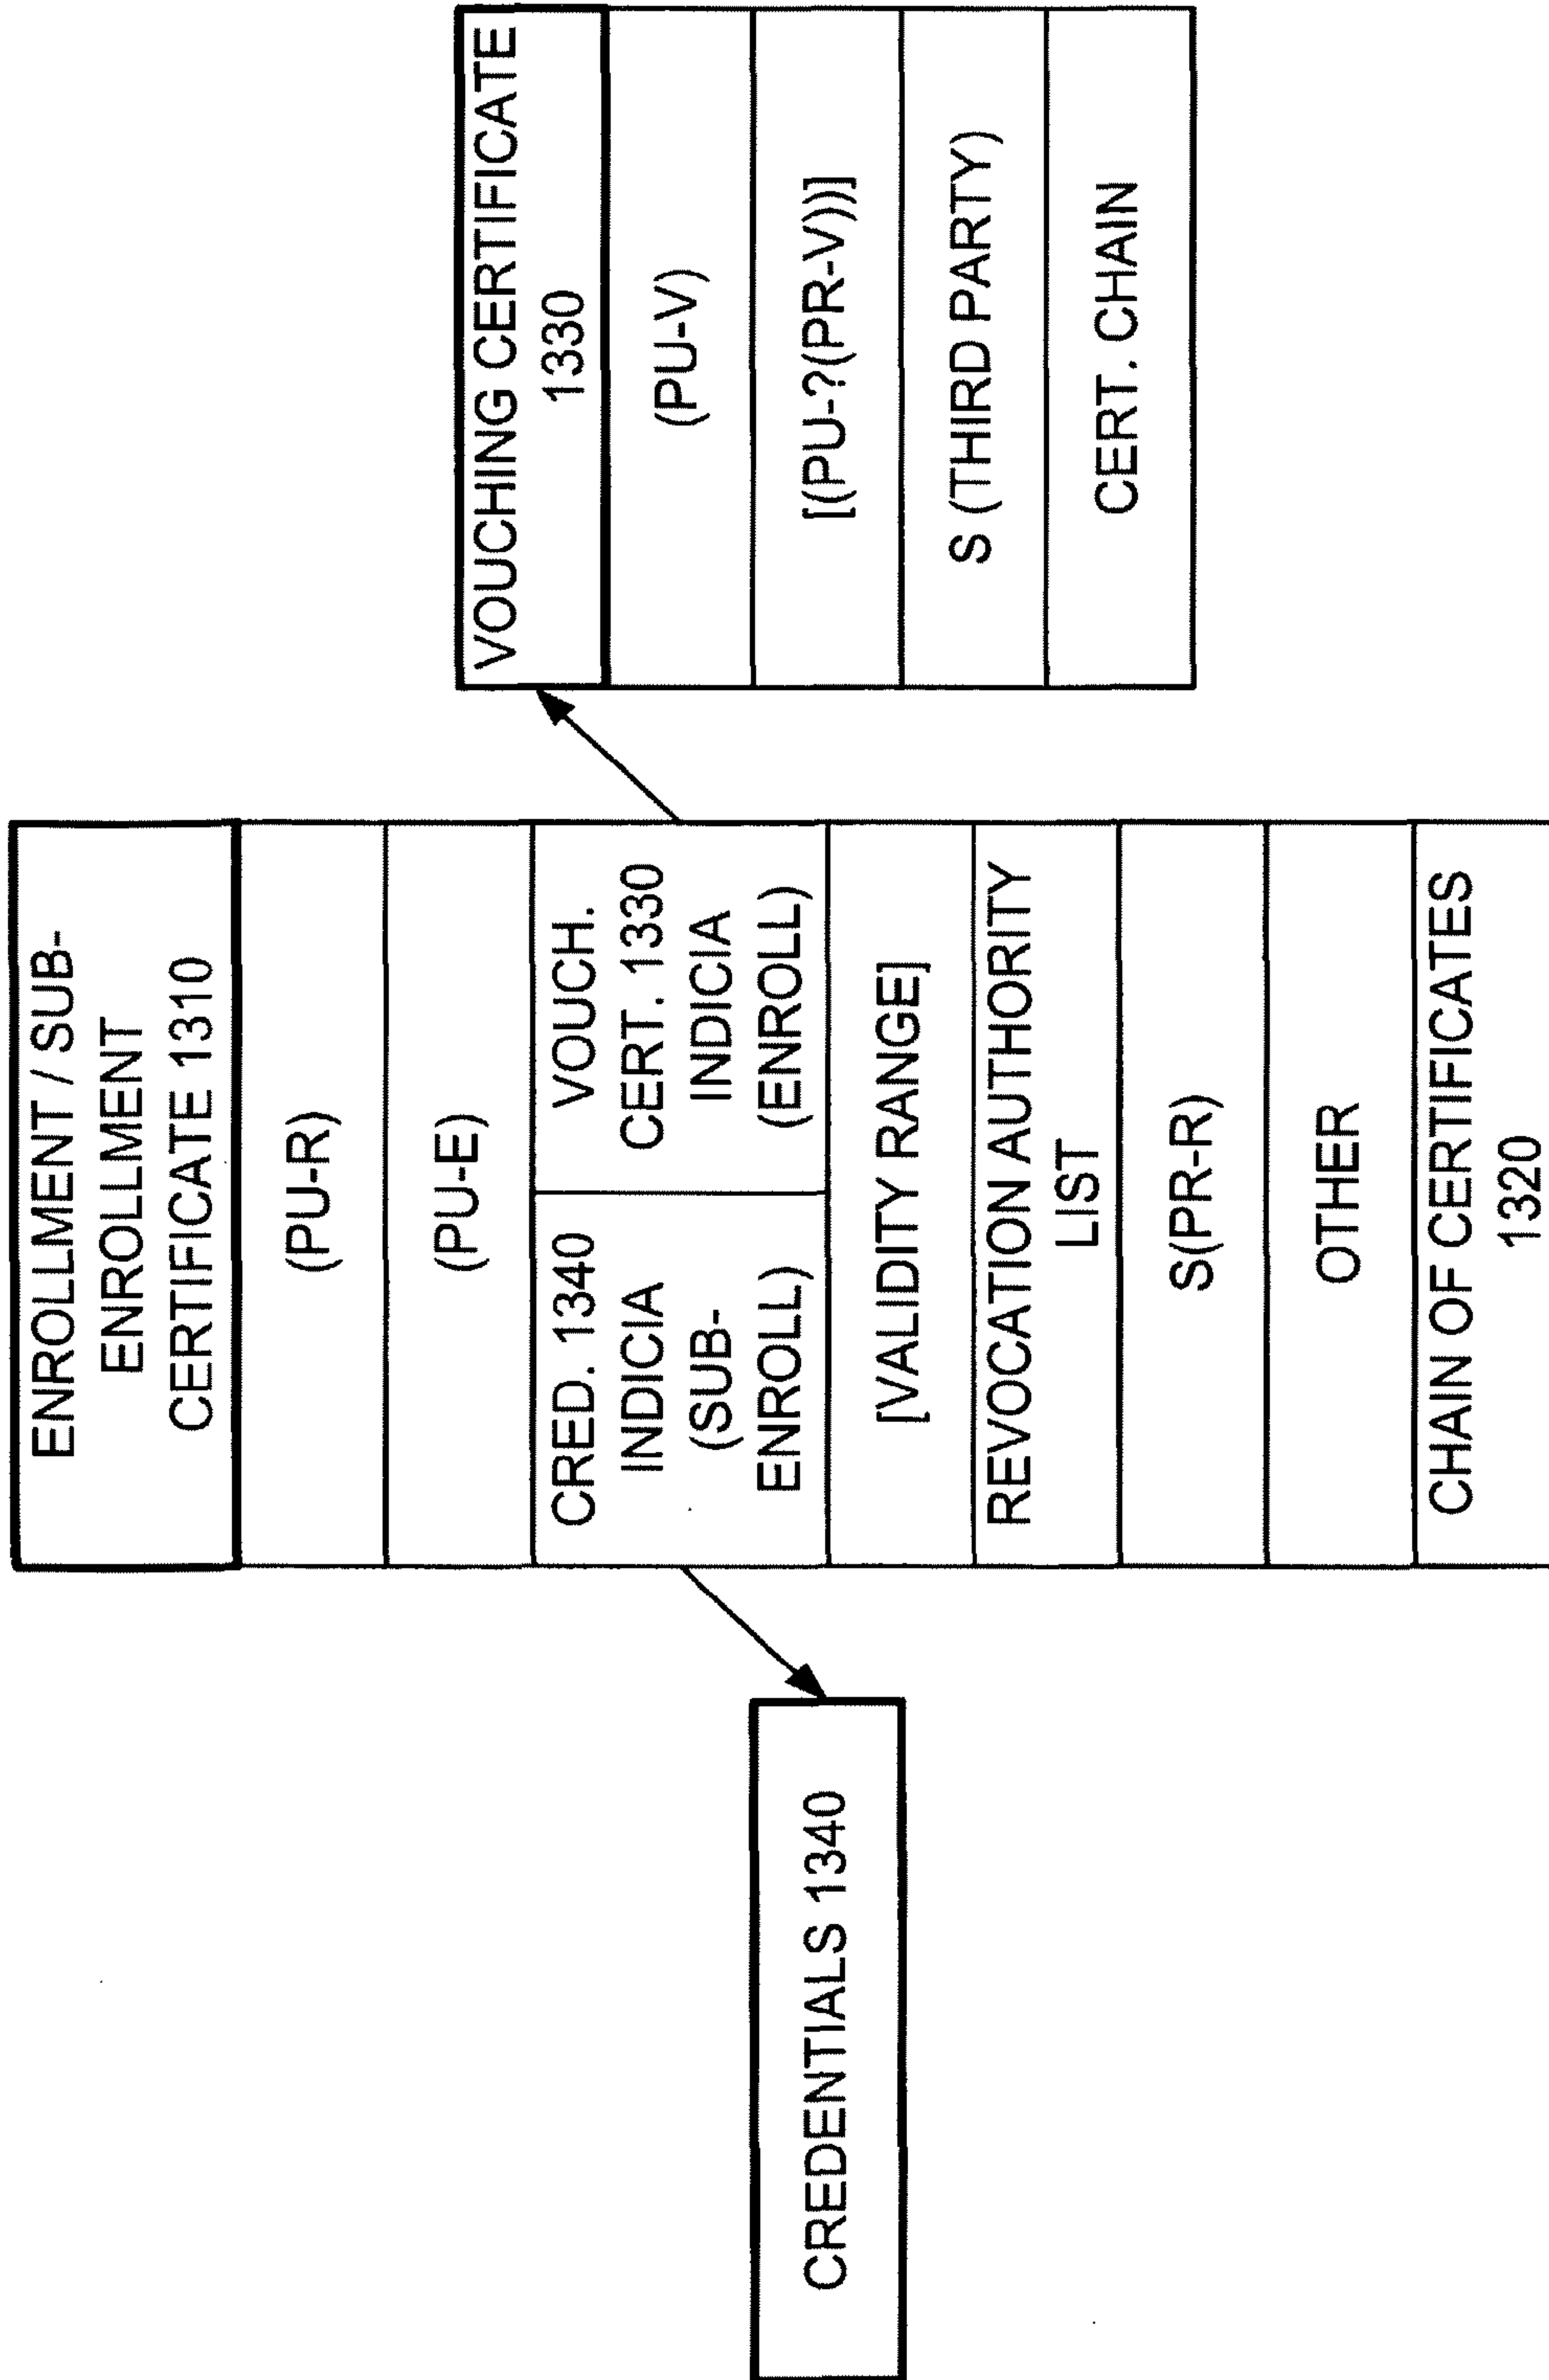 CREDENTIALS 1340
ENROLLMENT / SUB-
ENROLLMENT
CERTIFICATE 1310
(PU-R)
(PU-E)
CRED. 1340
INDICIA
(SUB-
ENROLL)
VOUCH.
CERT. 1330
INDICIA
(ENROLL)
[VALIDITY RANGE]
REVOCATION AUTHORITY
LIST
S(PR-R)
OTHER
CHAIN OF CERTIFICATES
1320
VOUCHING CERTIFICATE
1330
(PU-V)
[(PU-?(PR-V))]
S (THIRD PARTY)
CERT. CHAIN